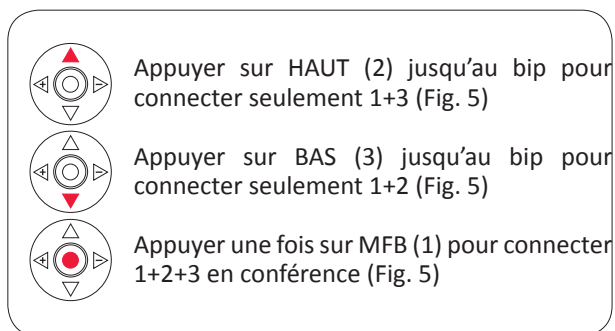 Appuyer sur HAUT (2) jusqu'au bip pour
connecter seulement 1+3 (Fig. 5)
Appuyer sur BAS (3) jusqu'au bip pour
connecter seulement 1+2 (Fig. 5)
Appuyer une fois sur MFB (1) pour connecter
1+2+3 en conférence (Fig. 5)